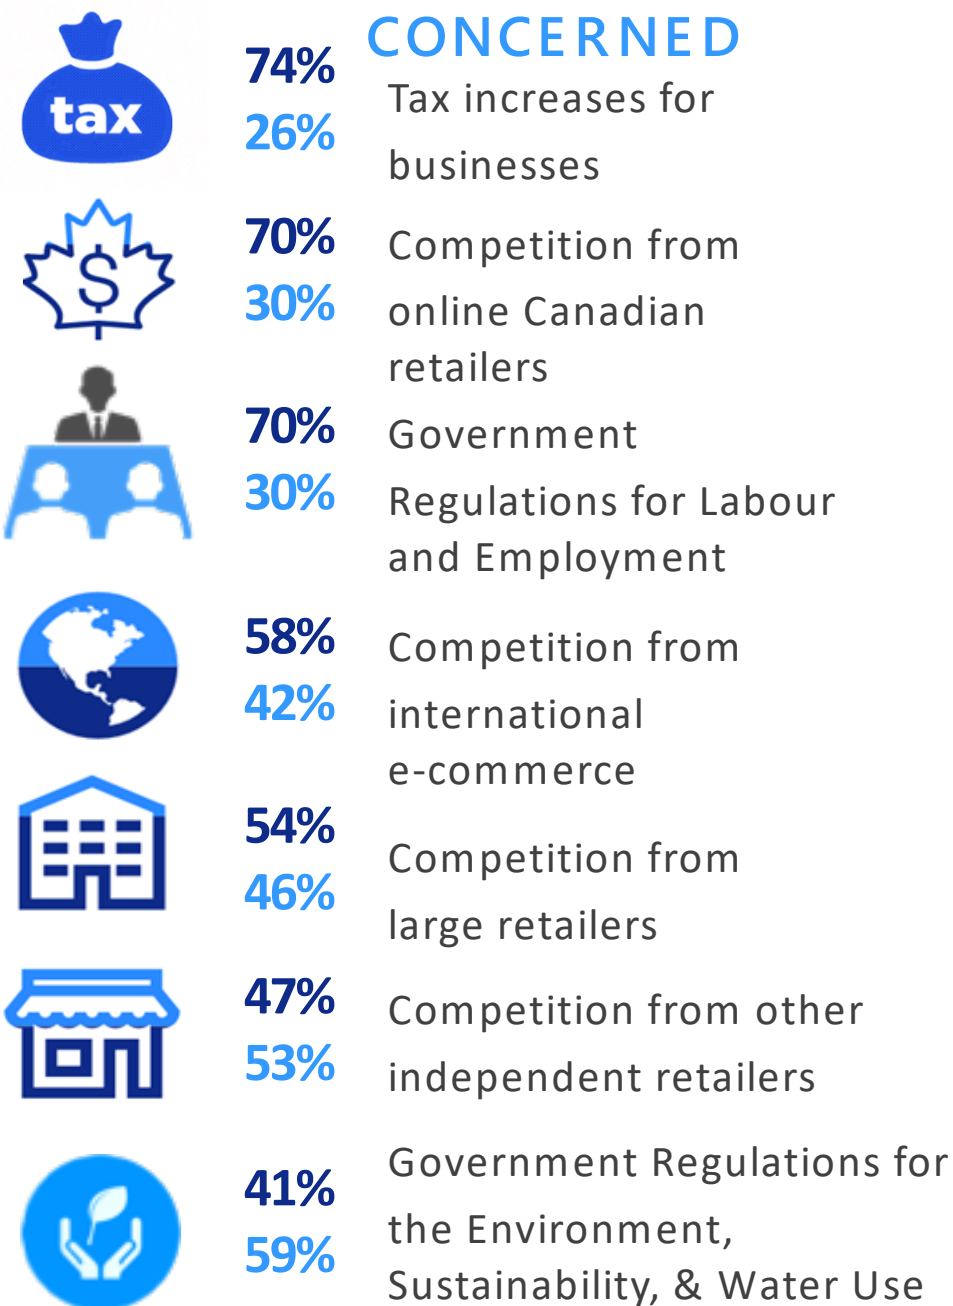 CONCERNED
tax
74%
26%
Tax increases for
businesses
$
70%
30%
Competition from
online Canadian
retailers
70%
30%
Government
Regulations for Labour
and Employment
58%
42%
Competition from
international
e-commerce
54%
46%
Competition from
large retailers
47%
53%
Competition from other
independent retailers
41%
59%
Government Regulations for
the Environment,
Sustainability, & Water Use